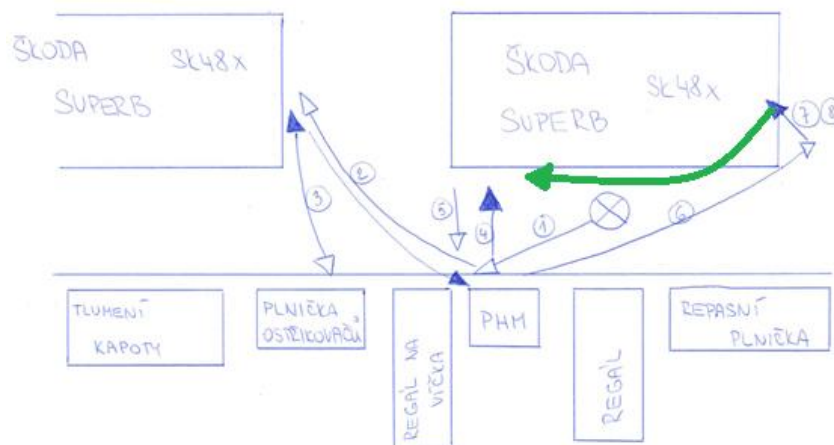 ŠKODA
SUPERB
SK48X
ŠKODA
SUPERB
SK48X
7
8
3
2
5
4
1
6
TLUMENÍ
KAPOTY
PLNIČKA
OSTŘIKOVAČŮ
REGÁL NA
VÍČKA
PHM
REGÁL
REPASNÍ
PLNIČKA